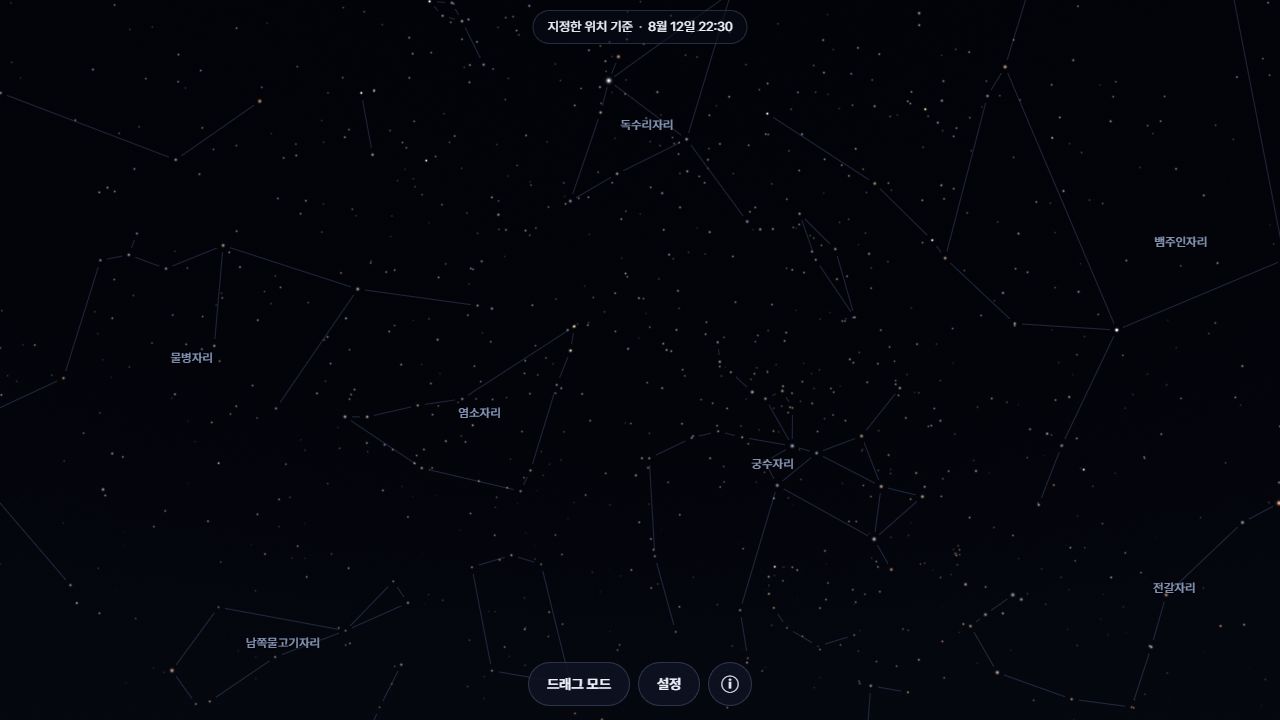 지정한 위치 기준 · 8월 12일 22:30
독수리자리
뱀주인자리
물병자리
염소자리
궁수자리
전갈자리
남쪽물고기자리
드래그 모드
설정